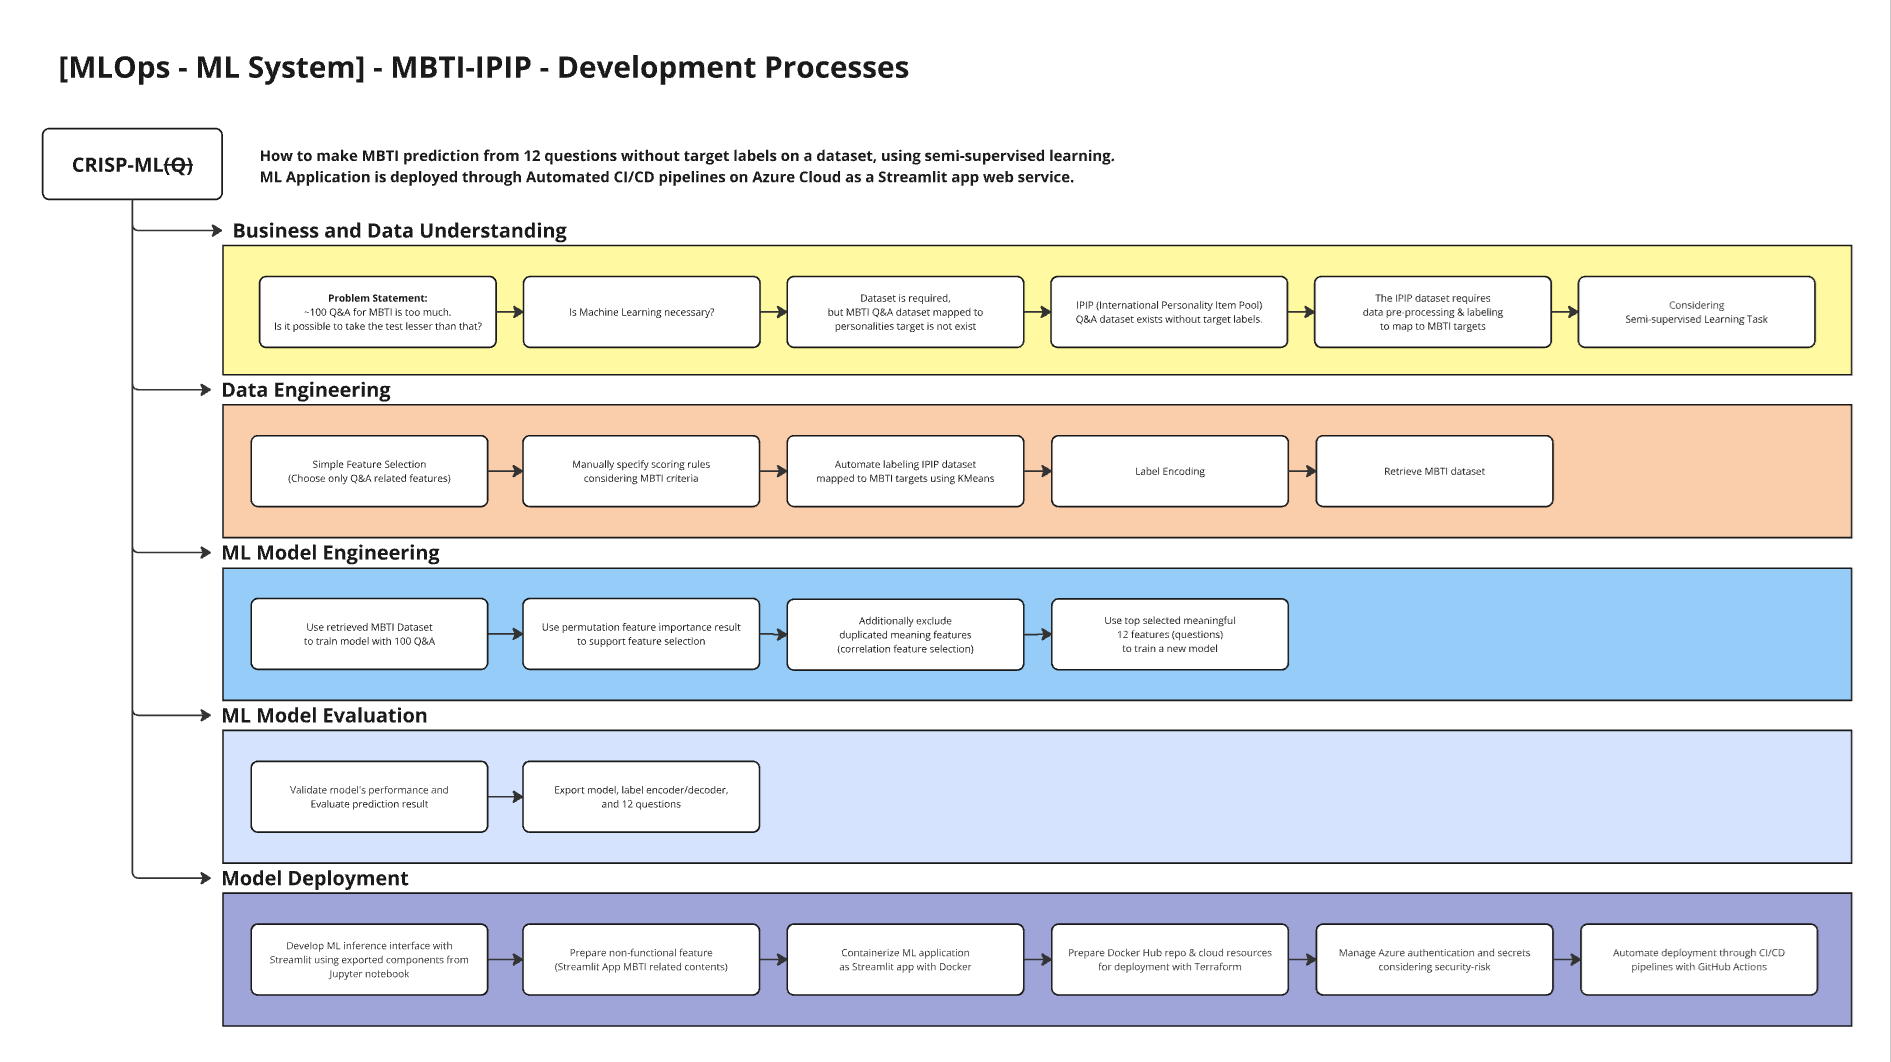 [MLOps - ML System] - MBTI-IPIP - Development Processes
CRISP-ML(Q)
How to make MBTI prediction from 12 questions without target labels on a dataset, using semi-supervised learning.
ML Application is deployed through Automated CI/CD pipelines on Azure Cloud as a Streamlit app web service.
Business and Data Understanding
Problem Statement:
~100 Q&A for MBTI is too much.
Is it possible to take the test lesser than that?
Is Machine Learning necessary?
Dataset is required,
but MBTI Q&A dataset mapped to
personalities target is not exist
IPIP (International Personality Item Pool)
Q&A dataset exists without target labels.
The IPIP dataset requires
data pre-processing & labeling
to map to MBTI targets
Considering
Semi-supervised Learning Task
Data Engineering
Simple Feature Selection
(Choose only Q&A related features)
Manually specify scoring rules
considering MBTI criteria
Automate labeling IPIP dataset
mapped to MBTI targets using KMeans
Label Encoding
Retrieve MBTI dataset
ML Model Engineering
Use retrieved MBTI Dataset
to train model with 100 Q&A
Use permutation feature importance result
to support feature selection
Additionally exclude
duplicated meaning features
(correlation feature selection)
Use top selected meaningful
12 features (questions)
to train a new model
ML Model Evaluation
Validate model's performance and
Evaluate prediction result
Export model, label encoder/decoder,
and 12 questions
Model Deployment
Develop ML inference interface with
Streamlit using exported components from
Jupyter notebook
Prepare non-functional feature
(Streamlit App MBTI related contents)
Containerize ML application
as Streamlit app with Docker
Prepare Docker Hub repo & cloud resources
for deployment with Terraform
Manage Azure authentication and secrets
considering security-risk
Automate deployment through CI/CD
pipelines with GitHub Actions